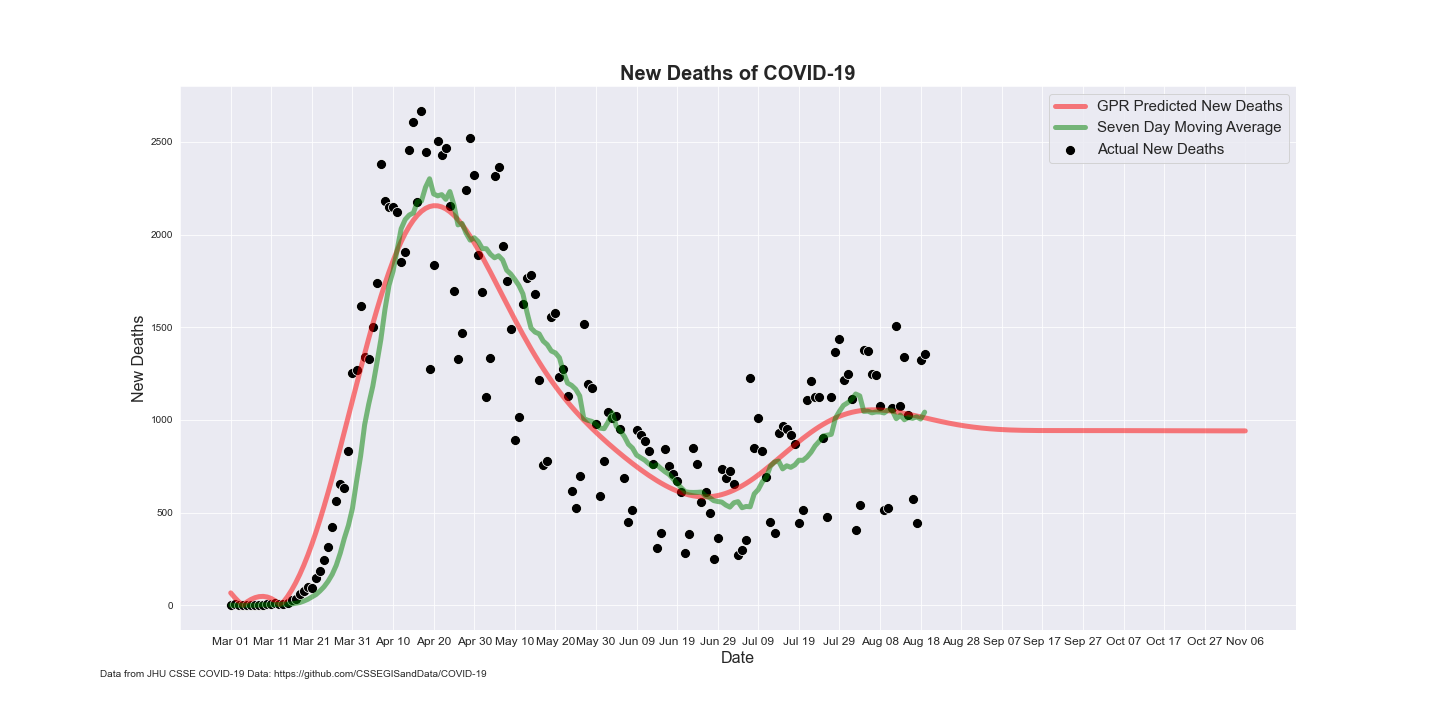 New Deaths of COVID-19
GPR Predicted New Deaths
Seven Day Moving Average
Actual New Deaths
New Deaths
2500
2000
1500
1000
500
0
Mar 01 Mar 11 Mar 21 Mar 31 Apr 10 Apr 20 Apr 30 May 10 May 20 May 30 Jun 09 Jun 19 Jun 29 Jul 09 Jul 19 Jul 29 Aug 08 Aug 18 Aug 28 Sep 07 Sep 17 Sep 27 Oct 07 Oct 17 Oct 27 Nov 06
Date
Data from JHU CSSE COVID-19 Data: https://github.com/CSSEGISandData/COVID-19